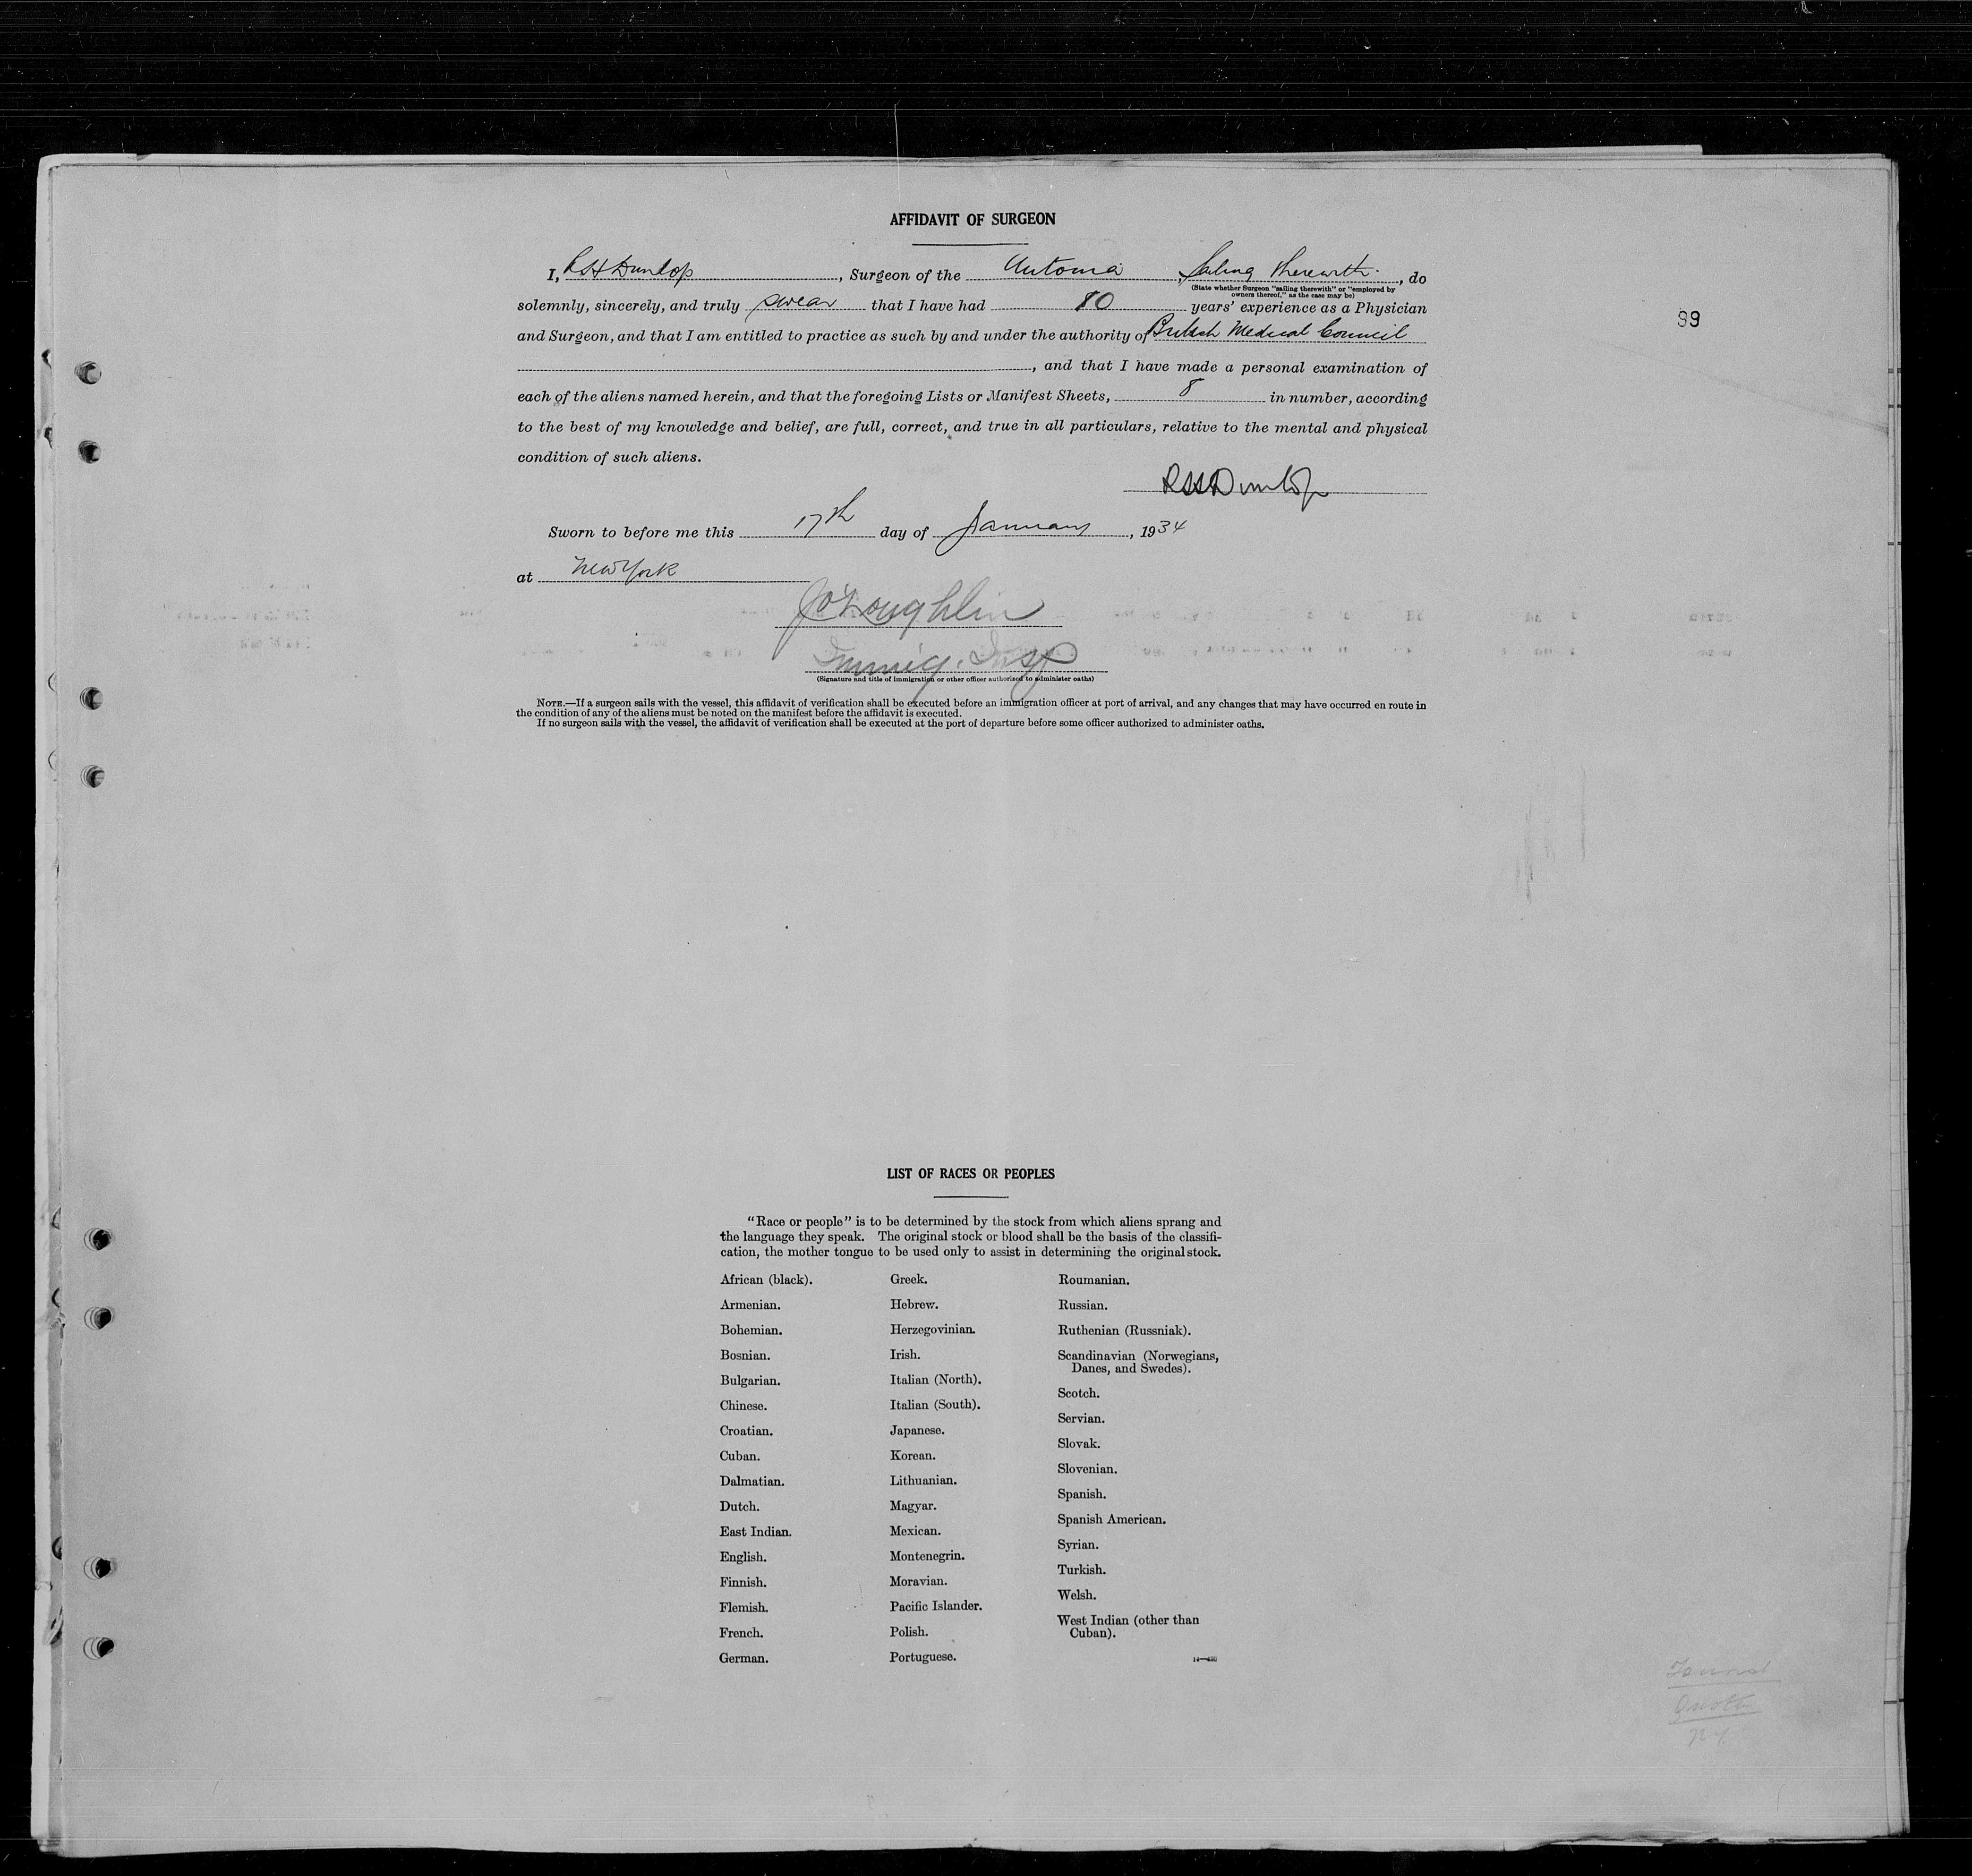 AFFIDAVIT OF SURGEON
I, RSH Dunlop, Surgeon of the Antonia, Sailing therewith., do
(State whether Surgeon "sailing therewith" or "employed by
owners thereof," as the case may be)
solemnly, sincerely, and truly swear that I have had 10 years' experience as a Physician
99
and Surgeon, and that I am entitled to practice as such by and under the authority of British Medical Council
, and that I have made a personal examination of
each of the aliens named herein, and that the foregoing Lists or Manifest Sheets, 8 in number, according
to the best of my knowledge and belief, are full, correct, and true in all particulars, relative to the mental and physical
condition of such aliens.
RSH Dunlop
Sworn to before me this 17th day of January, 1934
at New York
J O'Loughlin
Immig. Insp
(Signature and title of immigration or other officer authorized to administer oaths)
NOTE.—If a surgeon sails with the vessel, this affidavit of verification shall be executed before an immigration officer at port of arrival, and any changes that may have occurred en route in
the condition of any of the aliens must be noted on the manifest before the affidavit is executed.
If no surgeon sails with the vessel, the affidavit of verification shall be executed at the port of departure before some officer authorized to administer oaths.
LIST OF RACES OR PEOPLES
"Race or people" is to be determined by the stock from which aliens sprang and
the language they speak. The original stock or blood shall be the basis of the classifi-
cation, the mother tongue to be used only to assist in determining the original stock.
African (black).
Armenian.
Bohemian.
Bosnian.
Bulgarian.
Chinese.
Croatian.
Cuban.
Dalmatian.
Dutch.
East Indian.
English.
Finnish.
Flemish.
French.
German.
Greek.
Hebrew.
Herzegovinian.
Irish.
Italian (North).
Italian (South).
Japanese.
Korean.
Lithuanian.
Magyar.
Mexican.
Montenegrin.
Moravian.
Pacific Islander.
Polish.
Portuguese.
Roumanian.
Russian.
Ruthenian (Russniak).
Scandinavian (Norwegians,
Danes, and Swedes).
Scotch.
Servian.
Slovak.
Slovenian.
Spanish.
Spanish American.
Syrian.
Turkish.
Welsh.
West Indian (other than
Cuban).